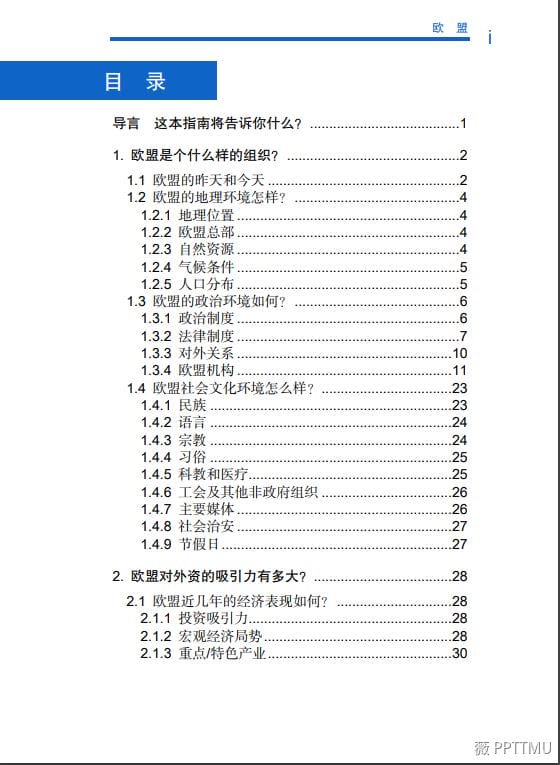 欧 盟
i
目 录
导言 这本指南将告诉你什么? ........................................1
1. 欧盟是个什么样的组织? ........................................2
1.1 欧盟的昨天和今天 ........................................2
1.2 欧盟的地理环境怎样? ........................................4
1.2.1 地理位置 ........................................4
1.2.2 欧盟总部 ........................................4
1.2.3 自然资源 ........................................4
1.2.4 气候条件 ........................................5
1.2.5 人口分布 ........................................5
1.3 欧盟的政治环境如何? ........................................6
1.3.1 政治制度 ........................................6
1.3.2 法律制度 ........................................7
1.3.3 对外关系 ........................................10
1.3.4 欧盟机构 ........................................11
1.4 欧盟社会文化环境怎么样? ........................................23
1.4.1 民族 ........................................23
1.4.2 语言 ........................................24
1.4.3 宗教 ........................................24
1.4.4 习俗 ........................................25
1.4.5 科教和医疗 ........................................25
1.4.6 工会及其他非政府组织 ........................................26
1.4.7 主要媒体 ........................................26
1.4.8 社会治安 ........................................27
1.4.9 节假日 ........................................27
2. 欧盟对外资的吸引力有多大? ........................................28
2.1 欧盟近几年的经济表现如何? ........................................28
2.1.1 投资吸引力 ........................................28
2.1.2 宏观经济局势 ........................................28
2.1.3 重点/特色产业 ........................................30
薇 PPTTMU